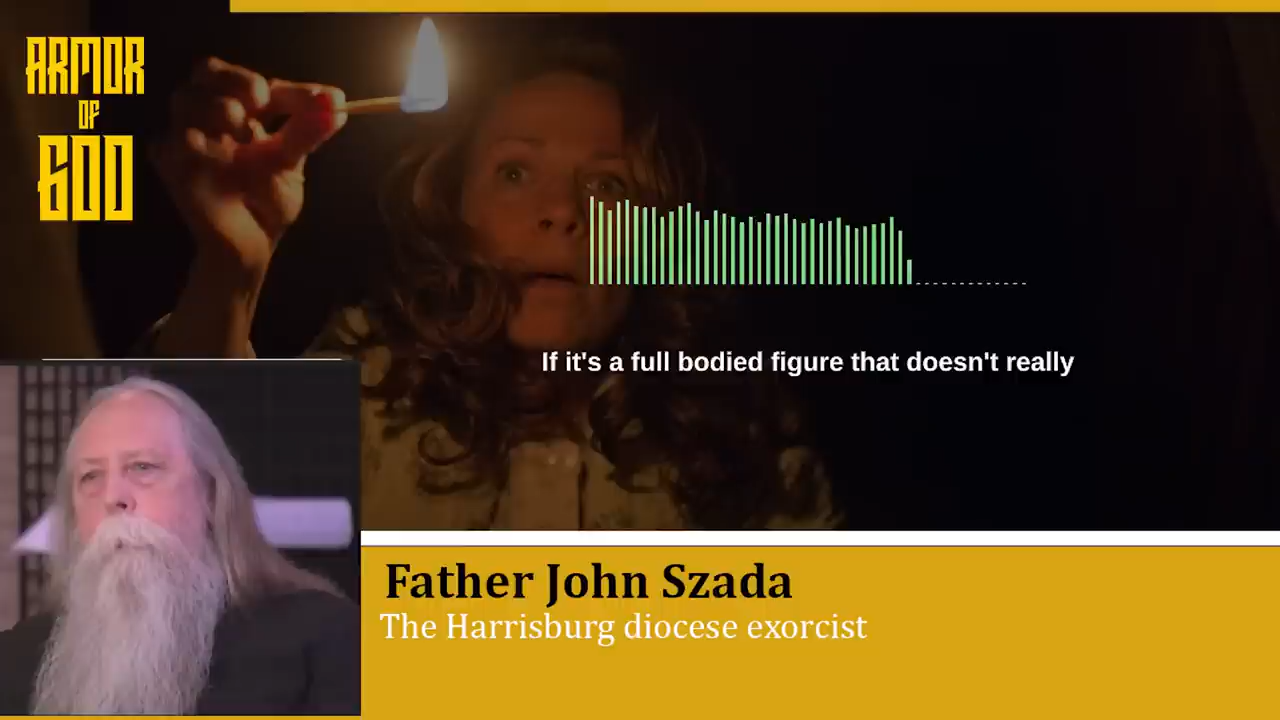 ARMOR
OF
GOD
If it's a full bodied figure that doesn't really
Father John Szada
The Harrisburg diocese exorcist